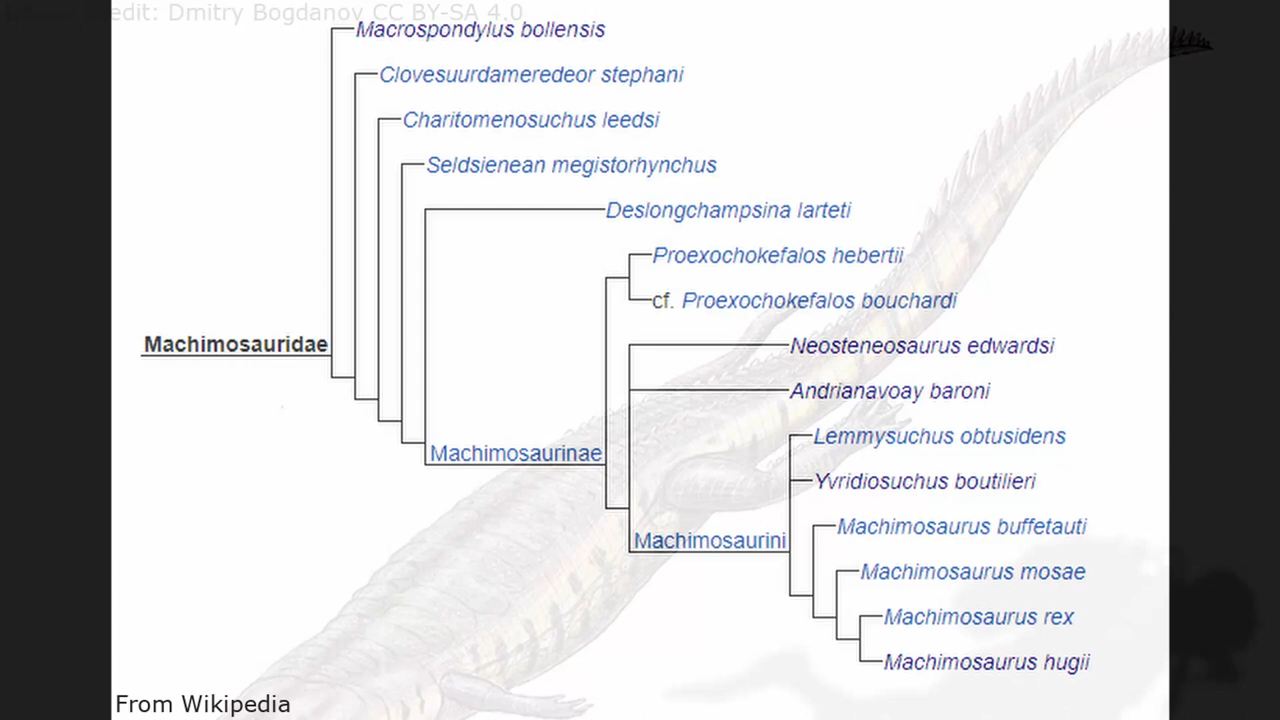 Credit: Dmitry Bogdanov CC BY-SA 4.0
Macrospondylus bollensis
Clovesuurdameredeor stephani
Charitomenosuchus leedsi
Seldsienean megistorhynchus
Deslongchampsina larteti
Proexochokefalos hebertii
cf. Proexochokefalos bouchardi
Machimosauridae
Neosteneosaurus edwardsi
Andrianavoay baroni
Lemmysuchus obtusidens
Machimosaurinae
Yvridiosuchus boutilieri
Machimosaurus buffetauti
Machimosaurini
Machimosaurus mosae
Machimosaurus rex
Machimosaurus hugii
From Wikipedia